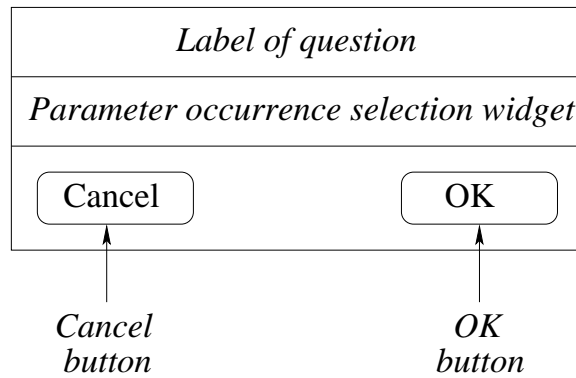 Label of question
Parameter occurrence selection widget
Cancel OK
Cancel
button
OK
button